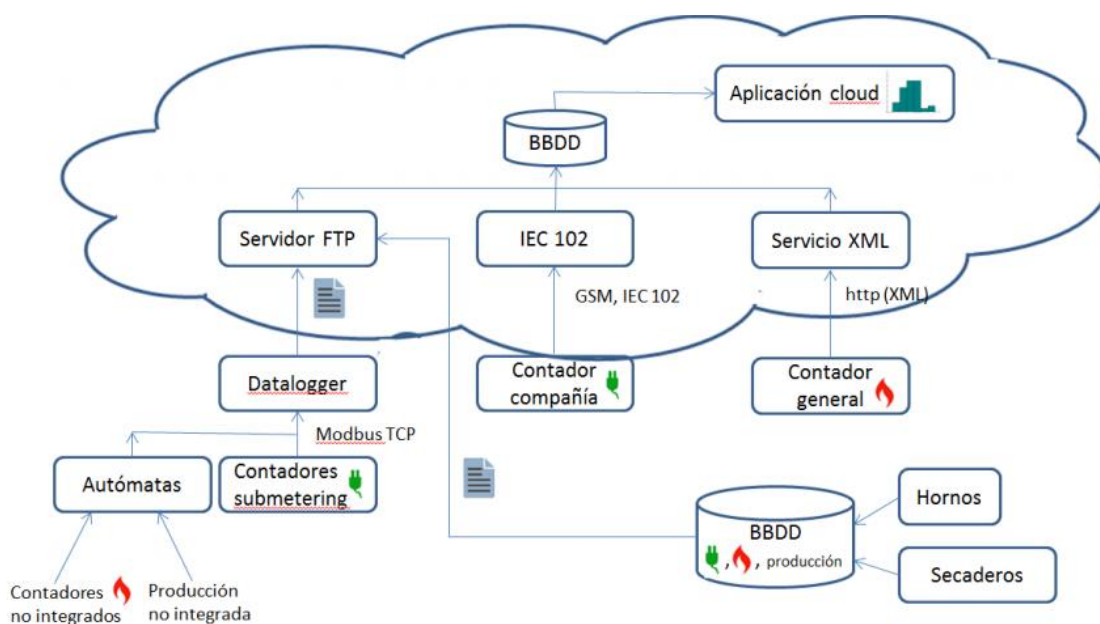 Aplicación cloud
BBDD
Servidor FTP
IEC 102
Servicio XML
GSM, IEC 102
http (XML)
Datalogger
Contador
compañía
Contador
general
Modbus TCP
Autómatas
Contadores
submetering
BBDD
, , producción
Hornos
Secaderos
Contadores
no integrados
Producción
no integrada